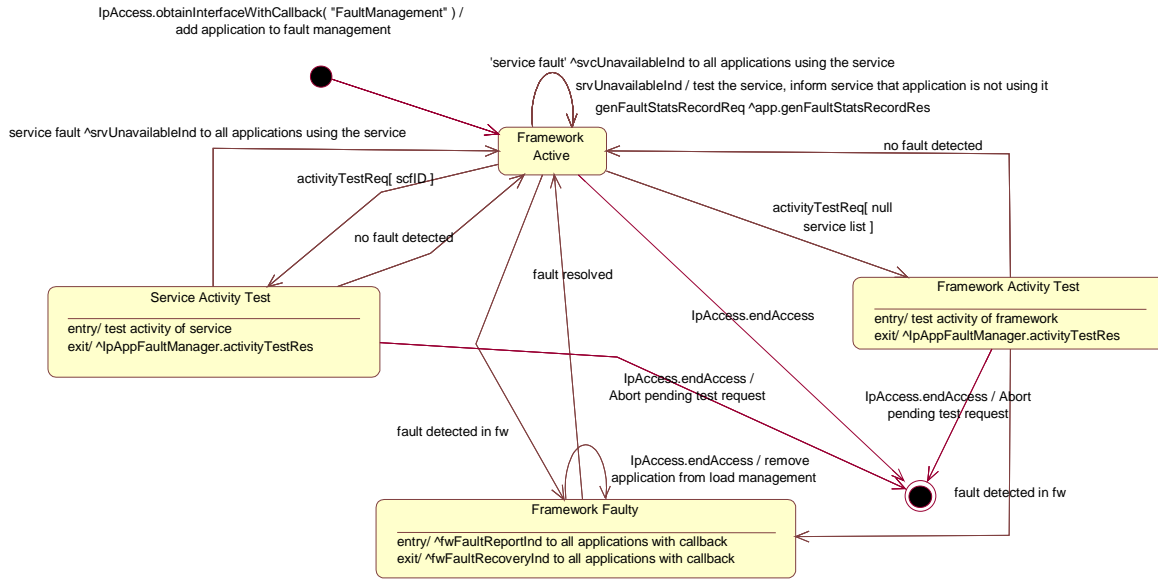 IpAccess.obtainInterfaceWithCallback( "FaultManagement" ) /
add application to fault management
'service fault' ^svcUnavailableInd to all applications using the service
srvUnavailableInd / test the service, inform service that application is not using it
genFaultStatsRecordReq ^app.genFaultStatsRecordRes
service fault ^srvUnavailableInd to all applications using the service
Framework
Active
no fault detected
activityTestReq[ scfID ]
activityTestReq[ null
service list ]
no fault detected
fault resolved
Service Activity Test
entry/ test activity of service
exit/ ^IpAppFaultManager.activityTestRes
Framework Activity Test
entry/ test activity of framework
exit/ ^IpAppFaultManager.activityTestRes
IpAccess.endAccess
IpAccess.endAccess /
Abort pending test request
IpAccess.endAccess / Abort
pending test request
fault detected in fw
IpAccess.endAccess / remove
application from load management
fault detected in fw
Framework Faulty
entry/ ^fwFaultReportInd to all applications with callback
exit/ ^fwFaultRecoveryInd to all applications with callback